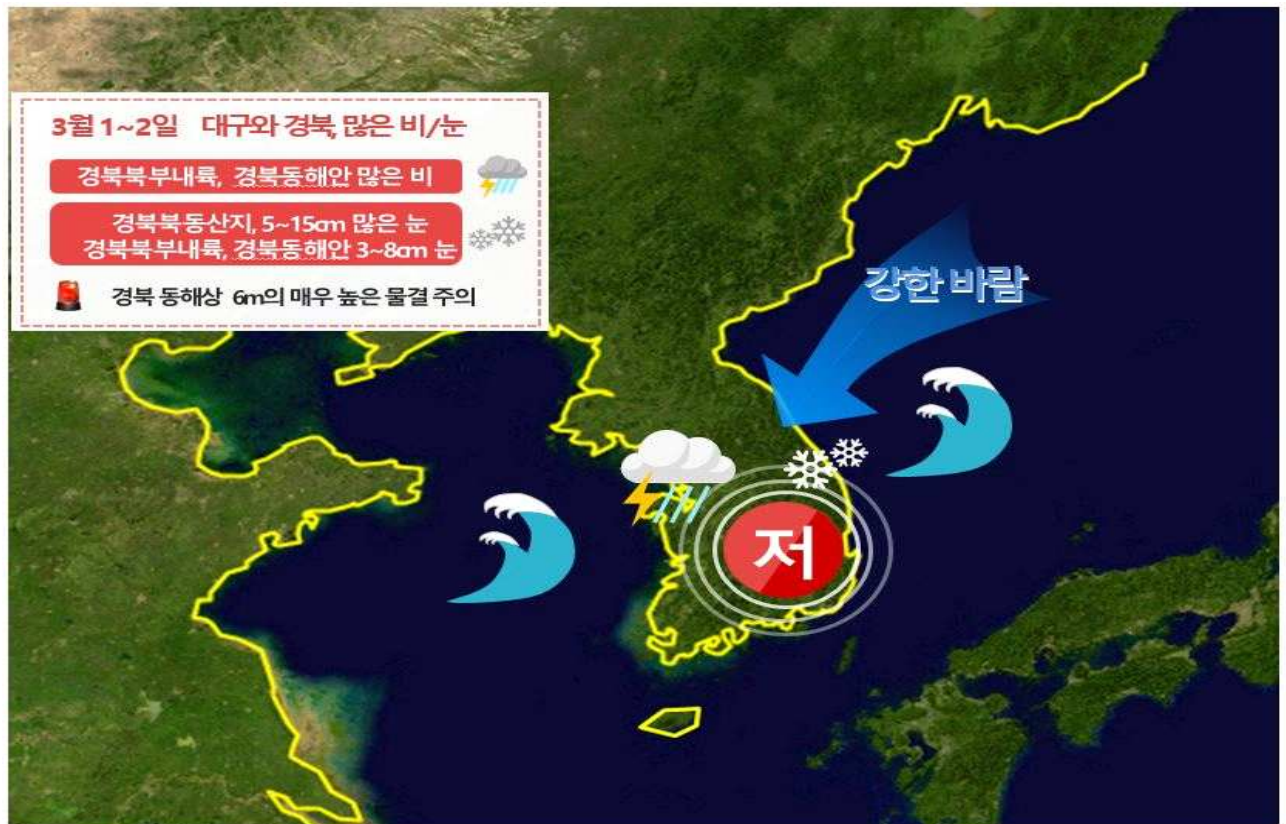 3월 1~2일 대구와 경북, 많은 비/눈
경북북부내륙, 경북동해안 많은 비
경북북동산지, 5~15cm 많은 눈
경북북부내륙, 경북동해안 3~8cm 눈
경북 동해상 6m의 매우 높은 물결 주의
강한 바람
저